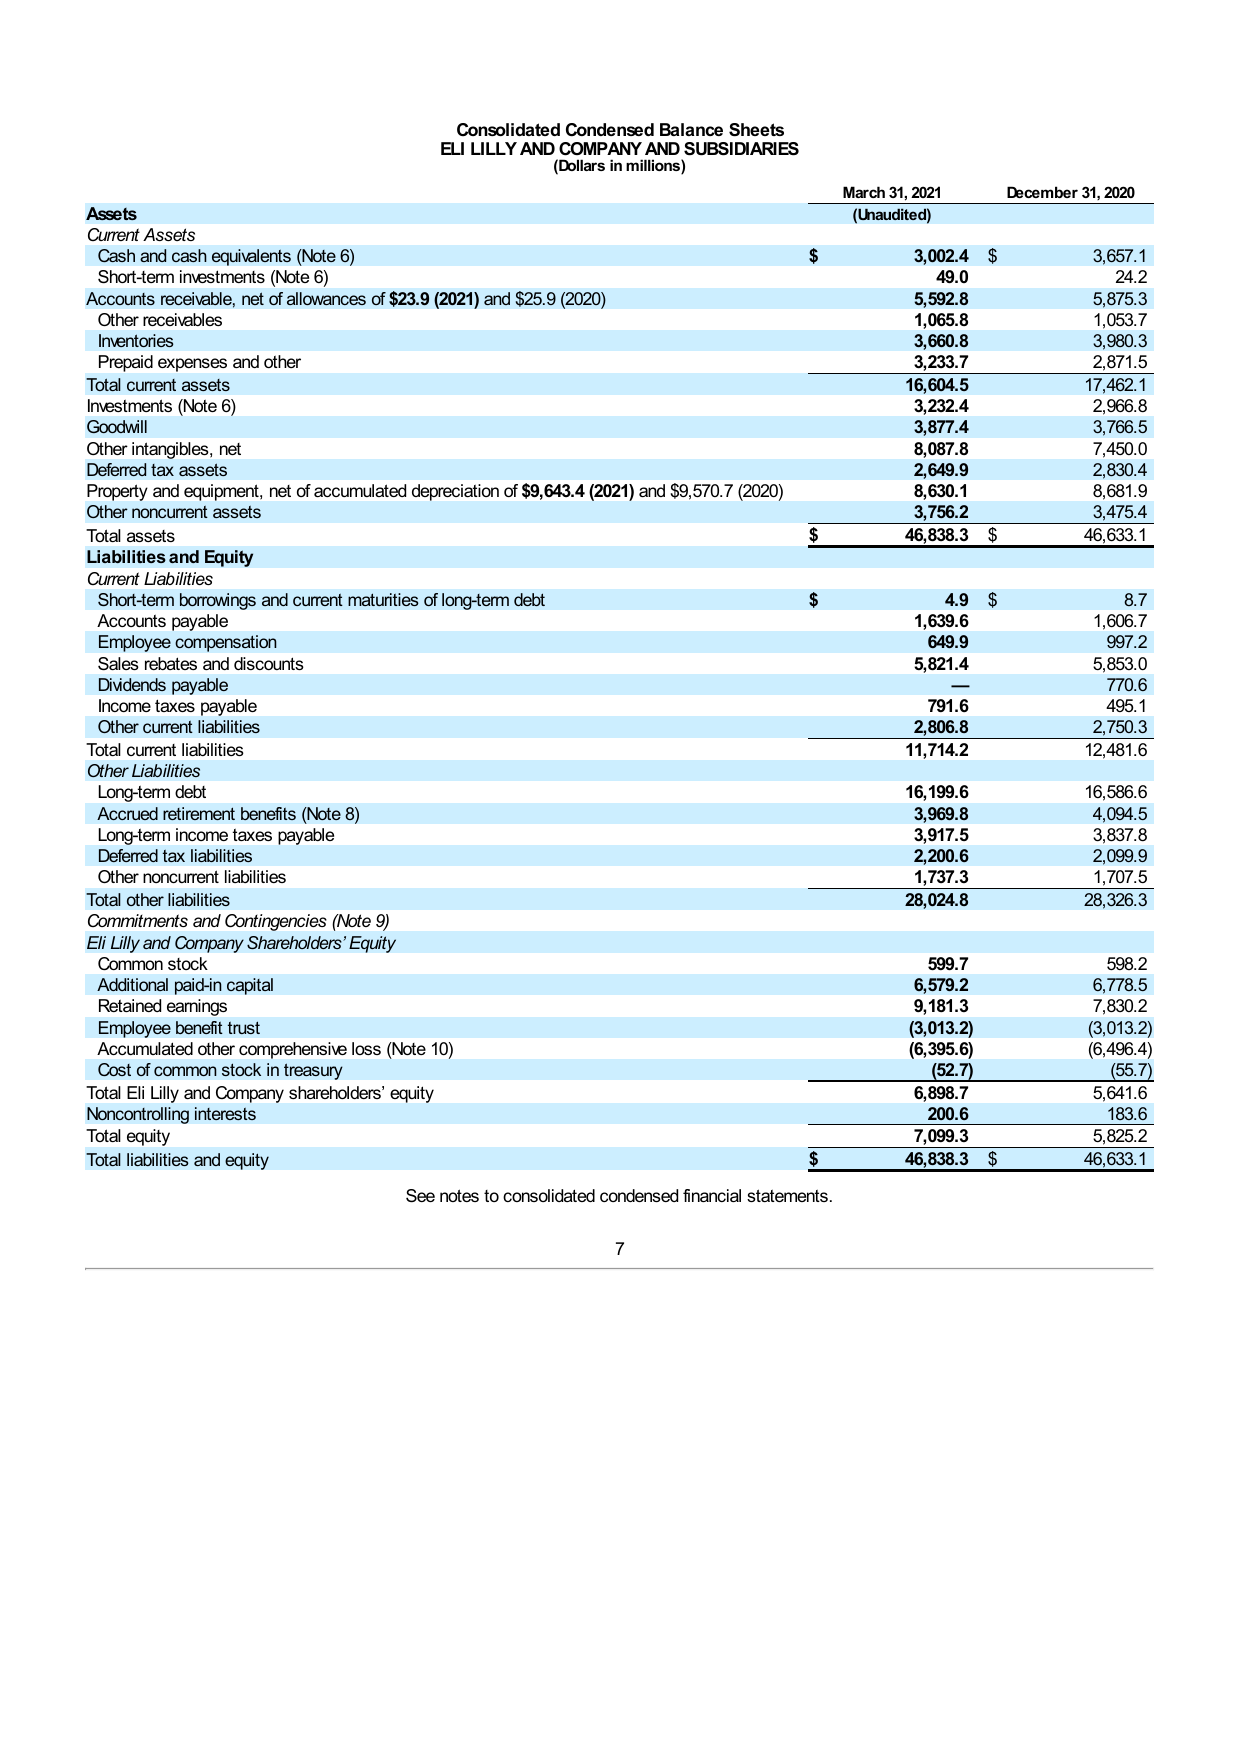 Consolidated Condensed Balance Sheets
ELI LILLY AND COMPANY AND SUBSIDIARIES
(Dollars in millions)
March 31, 2021 December 31, 2020
Assets (Unaudited)
Current Assets
Cash and cash equivalents (Note 6) $ 3,002.4 $ 3,657.1
Short-term investments (Note 6) 49.0 24.2
Accounts receivable, net of allowances of $23.9 (2021) and $25.9 (2020) 5,592.8 5,875.3
Other receivables 1,065.8 1,053.7
Inventories 3,660.8 3,980.3
Prepaid expenses and other 3,233.7 2,871.5
Total current assets 16,604.5 17,462.1
Investments (Note 6) 3,232.4 2,966.8
Goodwill 3,877.4 3,766.5
Other intangibles, net 8,087.8 7,450.0
Deferred tax assets 2,649.9 2,830.4
Property and equipment, net of accumulated depreciation of $9,643.4 (2021) and $9,570.7 (2020) 8,630.1 8,681.9
Other noncurrent assets 3,756.2 3,475.4
Total assets $ 46,838.3 $ 46,633.1
Liabilities and Equity
Current Liabilities
Short-term borrowings and current maturities of long-term debt $ 4.9 $ 8.7
Accounts payable 1,639.6 1,606.7
Employee compensation 649.9 997.2
Sales rebates and discounts 5,821.4 5,853.0
Dividends payable — 770.6
Income taxes payable 791.6 495.1
Other current liabilities 2,806.8 2,750.3
Total current liabilities 11,714.2 12,481.6
Other Liabilities
Long-term debt 16,199.6 16,586.6
Accrued retirement benefits (Note 8) 3,969.8 4,094.5
Long-term income taxes payable 3,917.5 3,837.8
Deferred tax liabilities 2,200.6 2,099.9
Other noncurrent liabilities 1,737.3 1,707.5
Total other liabilities 28,024.8 28,326.3
Commitments and Contingencies (Note 9)
Eli Lilly and Company Shareholders’ Equity
Common stock 599.7 598.2
Additional paid-in capital 6,579.2 6,778.5
Retained earnings 9,181.3 7,830.2
Employee benefit trust (3,013.2) (3,013.2)
Accumulated other comprehensive loss (Note 10) (6,395.6) (6,496.4)
Cost of common stock in treasury (52.7) (55.7)
Total Eli Lilly and Company shareholders’ equity 6,898.7 5,641.6
Noncontrolling interests 200.6 183.6
Total equity 7,099.3 5,825.2
Total liabilities and equity $ 46,838.3 $ 46,633.1
See notes to consolidated condensed financial statements.
7